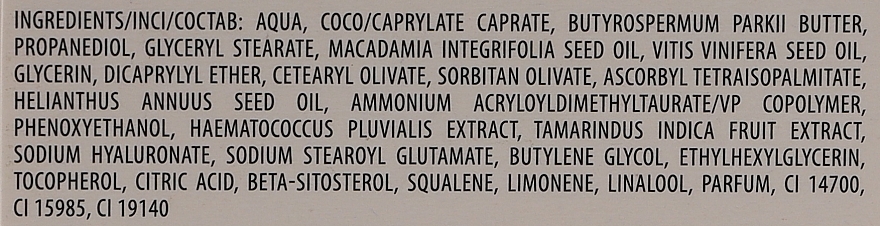 INGREDIENTS/INCI/СОСТАВ: AQUA, COCO/CAPRYLATE CAPRATE, BUTYROSPERMUM PARKII BUTTER,
PROPANEDIOL, GLYCERYL STEARATE, MACADAMIA INTEGRIFOLIA SEED OIL, VITIS VINIFERA SEED OIL,
GLYCERIN, DICAPRYLYL ETHER, CETEARYL OLIVATE, SORBITAN OLIVATE, ASCORBYL TETRAISOPALMITATE,
HELIANTHUS ANNUUS SEED OIL, AMMONIUM ACRYLOYLDIMETHYLTAURATE/VP COPOLYMER,
PHENOXYETHANOL, HAEMATOCOCCUS PLUVIALIS EXTRACT, TAMARINDUS INDICA FRUIT EXTRACT,
SODIUM HYALURONATE, SODIUM STEAROYL GLUTAMATE, BUTYLENE GLYCOL, ETHYLHEXYLGLYCERIN,
TOCOPHEROL, CITRIC ACID, BETA-SITOSTEROL, SQUALENE, LIMONENE, LINALOOL, PARFUM, CI 14700,
CI 15985, CI 19140